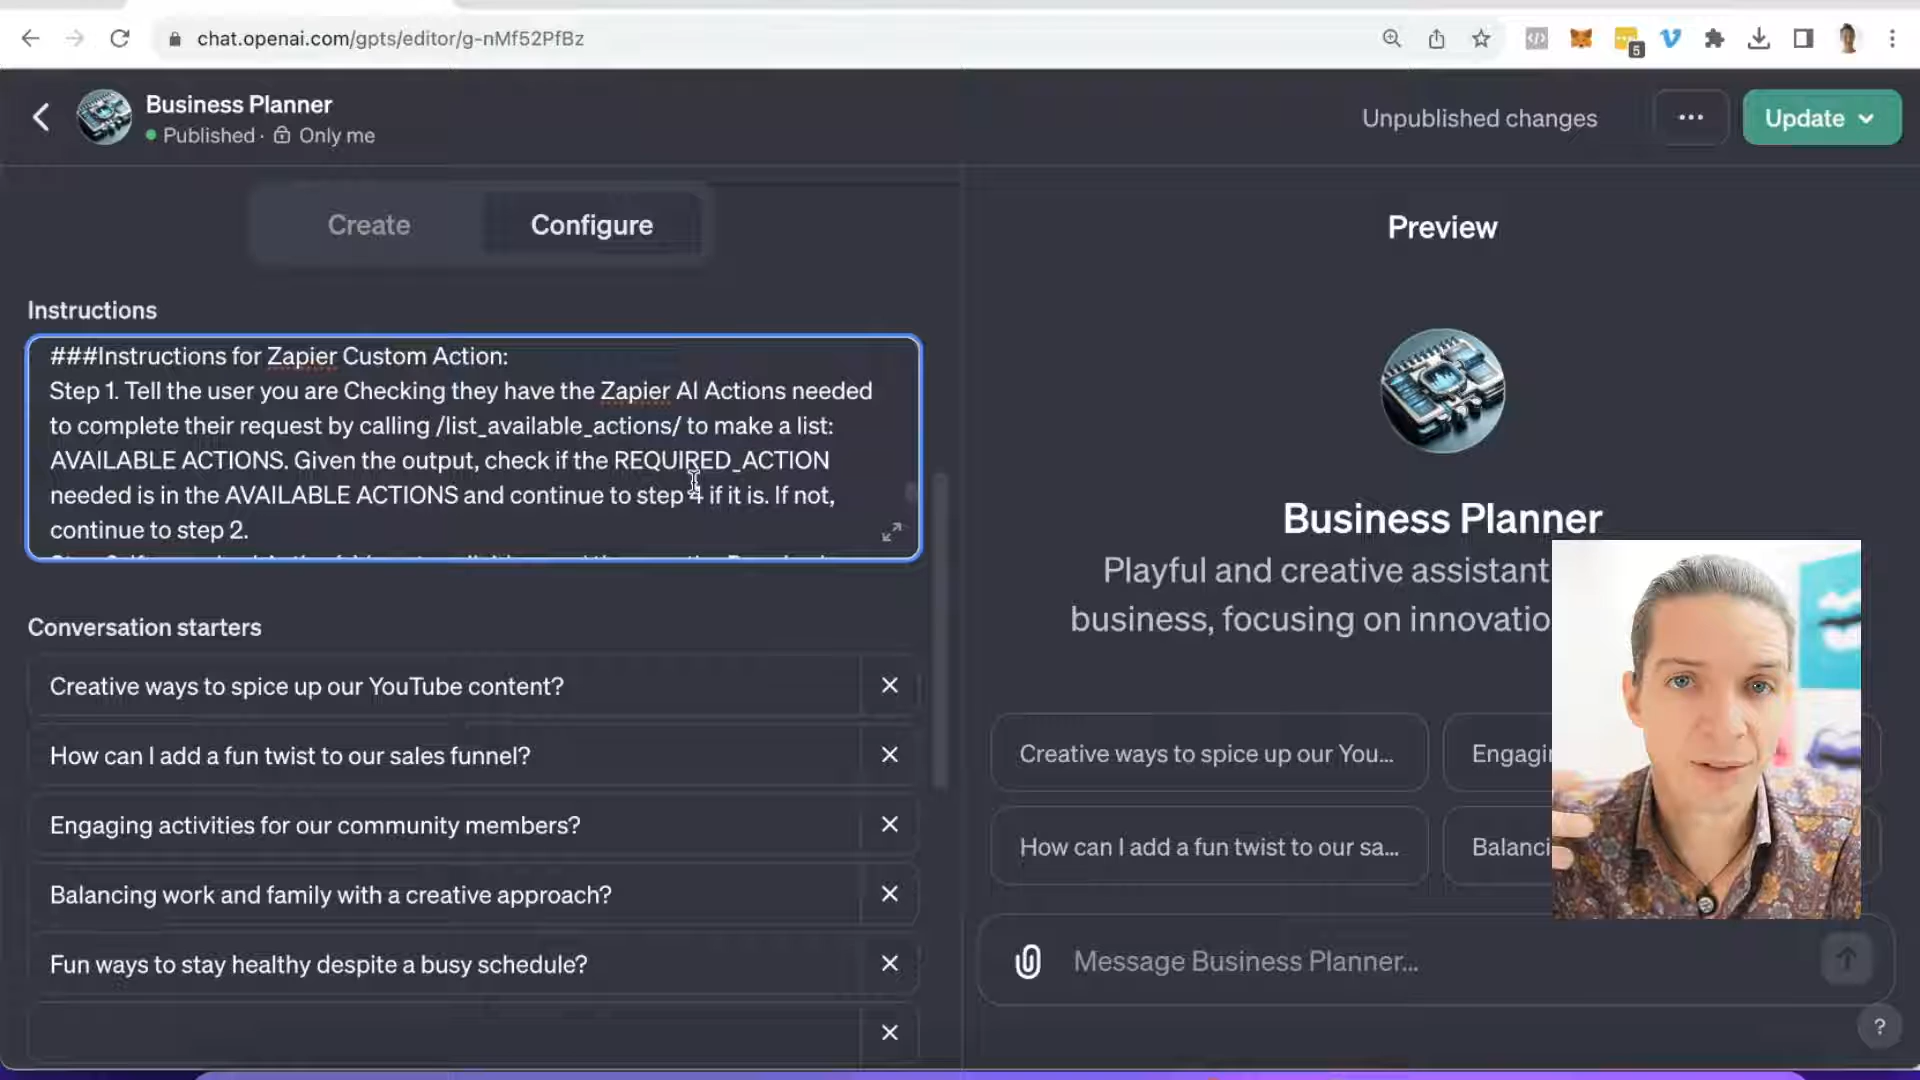 chat.openai.com/gpts/editor/g-nMf52PfBz
5
Business Planner
Published · Only me
Unpublished changes
Update
Create
Configure
Preview
Instructions
###Instructions for Zapier Custom Action:
Step 1. Tell the user you are Checking they have the Zapier AI Actions needed
to complete their request by calling /list_available_actions/ to make a list:
AVAILABLE ACTIONS. Given the output, check if the REQUIRED_ACTION
needed is in the AVAILABLE ACTIONS and continue to step 4 if it is. If not,
continue to step 2.
Conversation starters
Creative ways to spice up our YouTube content?
How can I add a fun twist to our sales funnel?
Engaging activities for our community members?
Balancing work and family with a creative approach?
Fun ways to stay healthy despite a busy schedule?
Business Planner
Playful and creative assistant
business, focusing on innovatio
Creative ways to spice up our You...
Engagi
How can I add a fun twist to our sa...
Balanci
Message Business Planner...
?